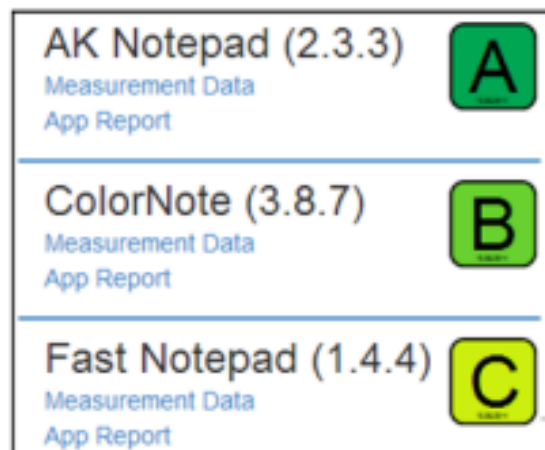 AK Notepad (2.3.3)
A
Measurement Data
App Report
ColorNote (3.8.7)
B
Measurement Data
App Report
Fast Notepad (1.4.4)
C
Measurement Data
App Report